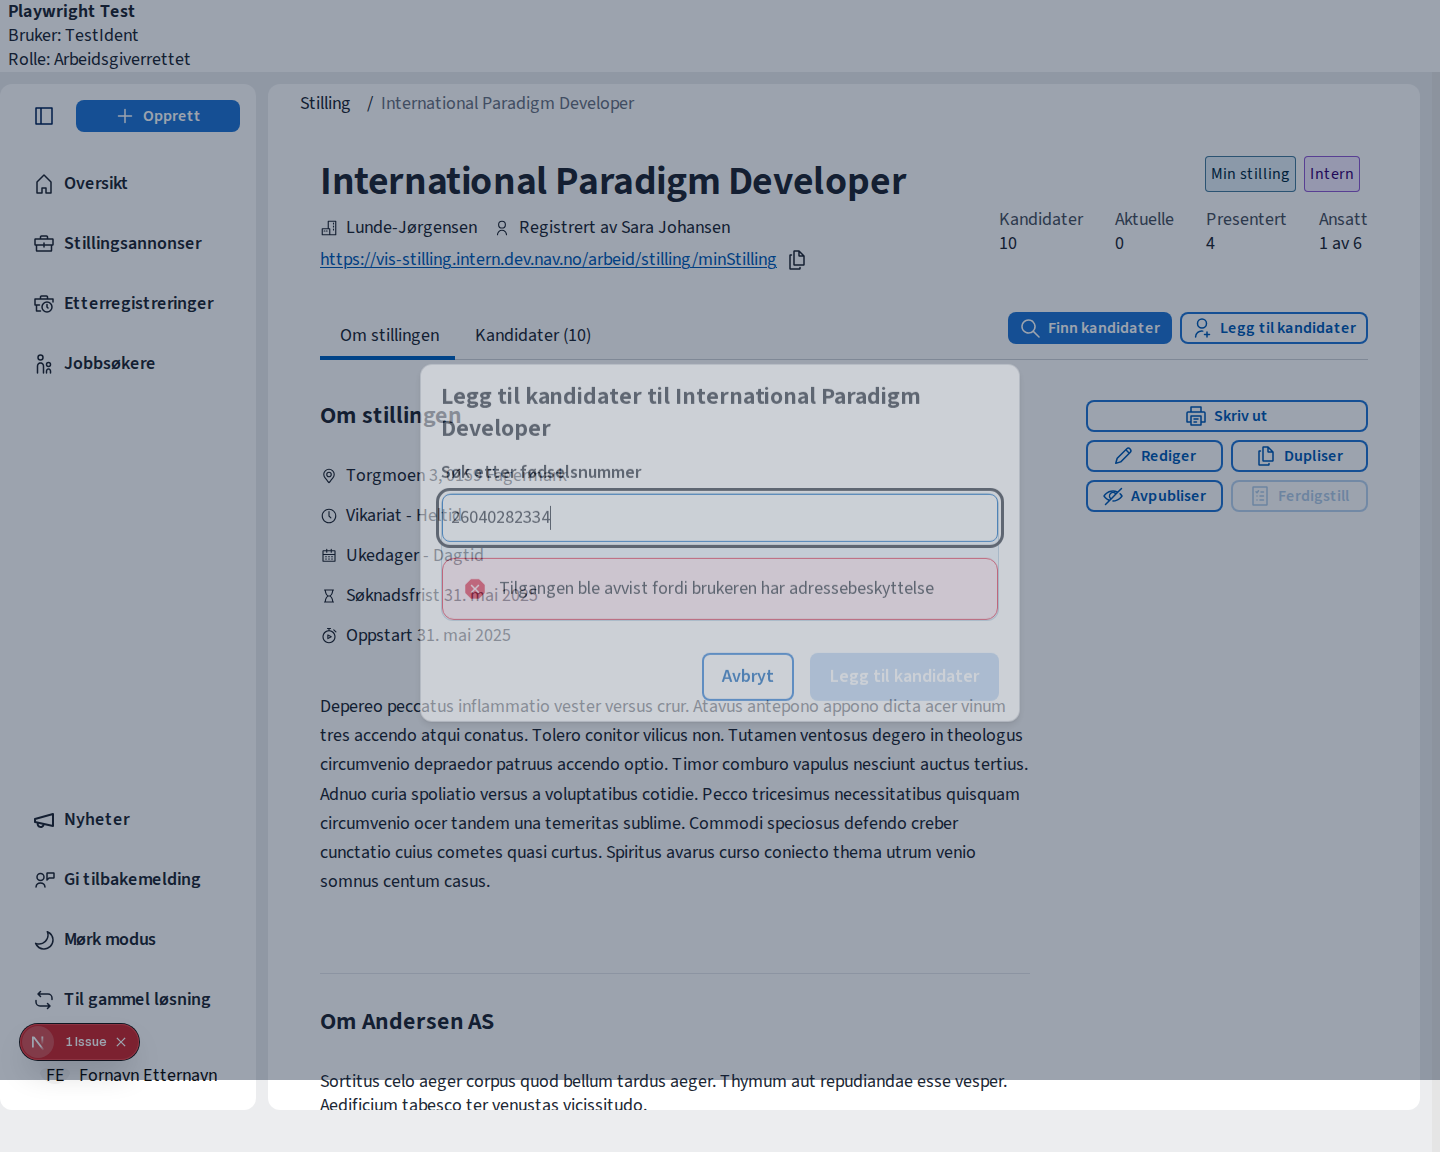 Playwright Test
Bruker: TestIdent
Rolle: Arbeidsgiverrettet
Opprett
Oversikt
Stillingsannonser
Etterregistreringer
Jobbsøkere
Nyheter
Gi tilbakemelding
Mørk modus
Til gammel løsning
1 Issue
FE Fornavn Etternavn
Stilling / International Paradigm Developer
International Paradigm Developer
Min stilling Intern
Lunde-Jørgensen Registrert av Sara Johansen
https://vis-stilling.intern.dev.nav.no/arbeid/stilling/minStilling
Kandidater Aktuelle Presentert Ansatt
10 0 4 1 av 6
Om stillingen Kandidater (10)
Finn kandidater Legg til kandidater
Om stillingen
Torgmoen 3, 0159 Fagermark
Vikariat - Heltid
Ukedager - Dagtid
Søknadsfrist 31. mai 2025
Oppstart 31. mai 2025
Skriv ut
Rediger Dupliser
Avpubliser Ferdigstill
Legg til kandidater til International Paradigm
Developer
Søk etter fødselsnummer
26040282334
Tilgangen ble avvist fordi brukeren har adressebeskyttelse
Avbryt Legg til kandidater
Depereo peccatus inflammatio vester versus crur. Atavus antepono appono dicta acer vinum
tres accendo atqui conatus. Tolero conitor vilicus non. Tutamen ventosus degero in theologus
circumvenio depraedor patruus accendo optio. Timor comburo vapulus nesciunt auctus tertius.
Adnuo curia spoliatio versus a voluptatibus cotidie. Pecco tricesimus necessitatibus quisquam
circumvenio ocer tandem una temeritas sublime. Commodi speciosus defendo creber
cunctatio cuius cometes quasi curtus. Spiritus avarus curso coniecto thema utrum venio
somnus centum casus.
Om Andersen AS
Sortitus celo aeger corpus quod bellum tardus aeger. Thymum aut repudiandae esse vesper.
Aedificium tabesco ter venustas vicissitudo.